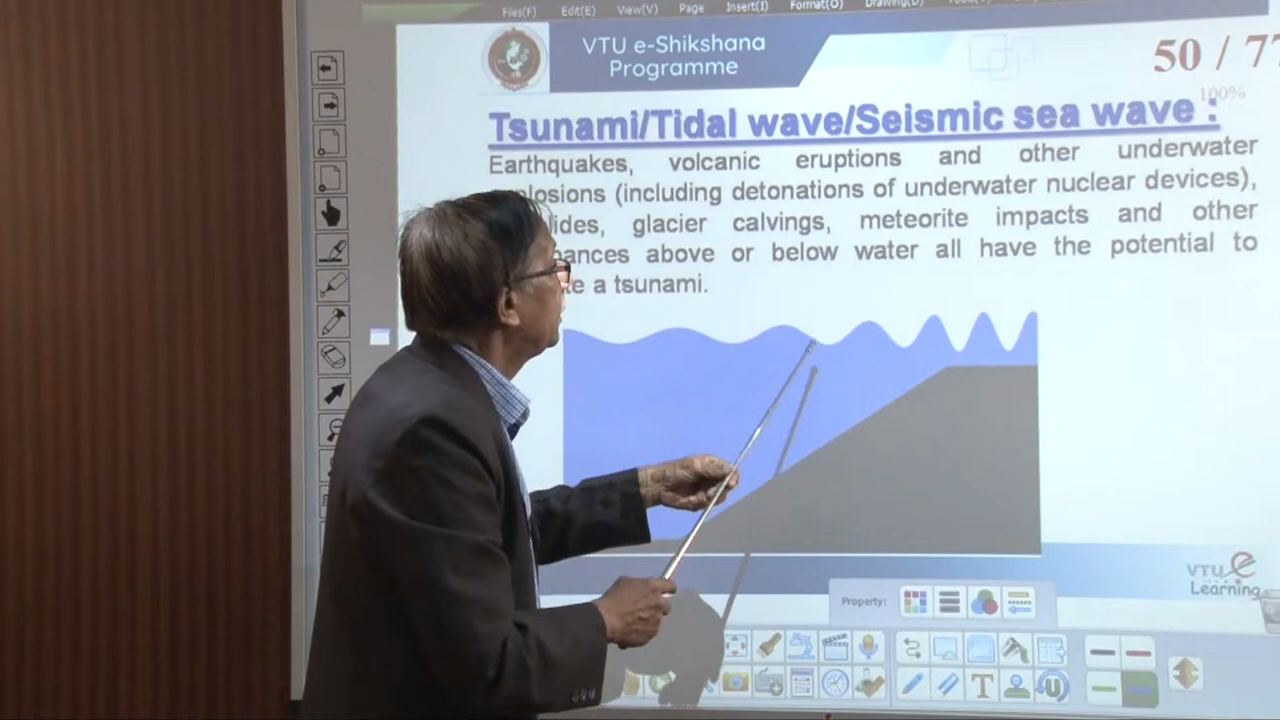 Files(F) Edit(E) View(V) Page Insert(I) Format(O) Drawing(D)
VTU e-Shikshana
Programme
50 / 77
100%
Tsunami/Tidal wave/Seismic sea wave :
Earthquakes, volcanic eruptions and other underwater
plosions (including detonations of underwater nuclear devices),
lides, glacier calvings, meteorite impacts and other
bances above or below water all have the potential to
te a tsunami.
VTU e
Learning
Property: